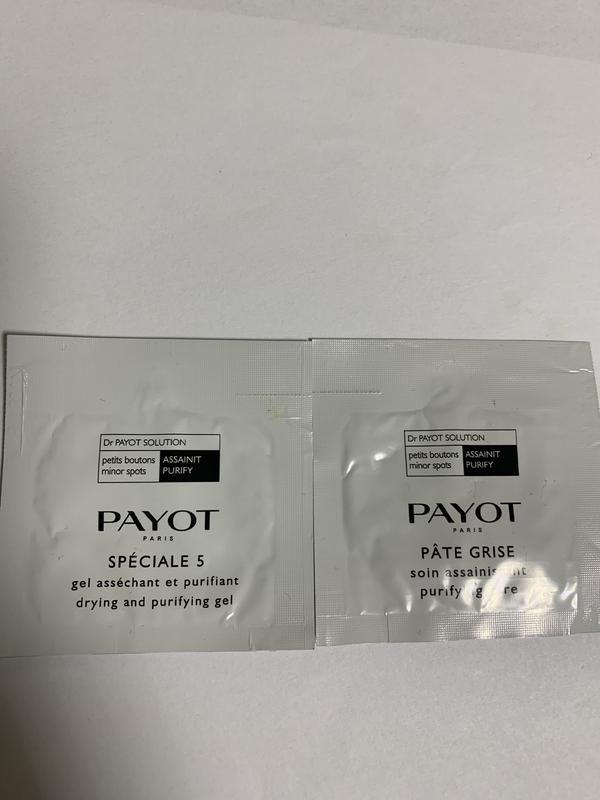 Dr PAYOT SOLUTION
petits boutons
minor spots
ASSAINIT
PURIFY
PAYOT
PARIS
SPÉCIALE 5
gel asséchant et purifiant
drying and purifying gel
Dr PAYOT SOLUTION
petits boutons
minor spots
ASSAINIT
PURIFY
PAYOT
PARIS
PÂTE GRISE
soin